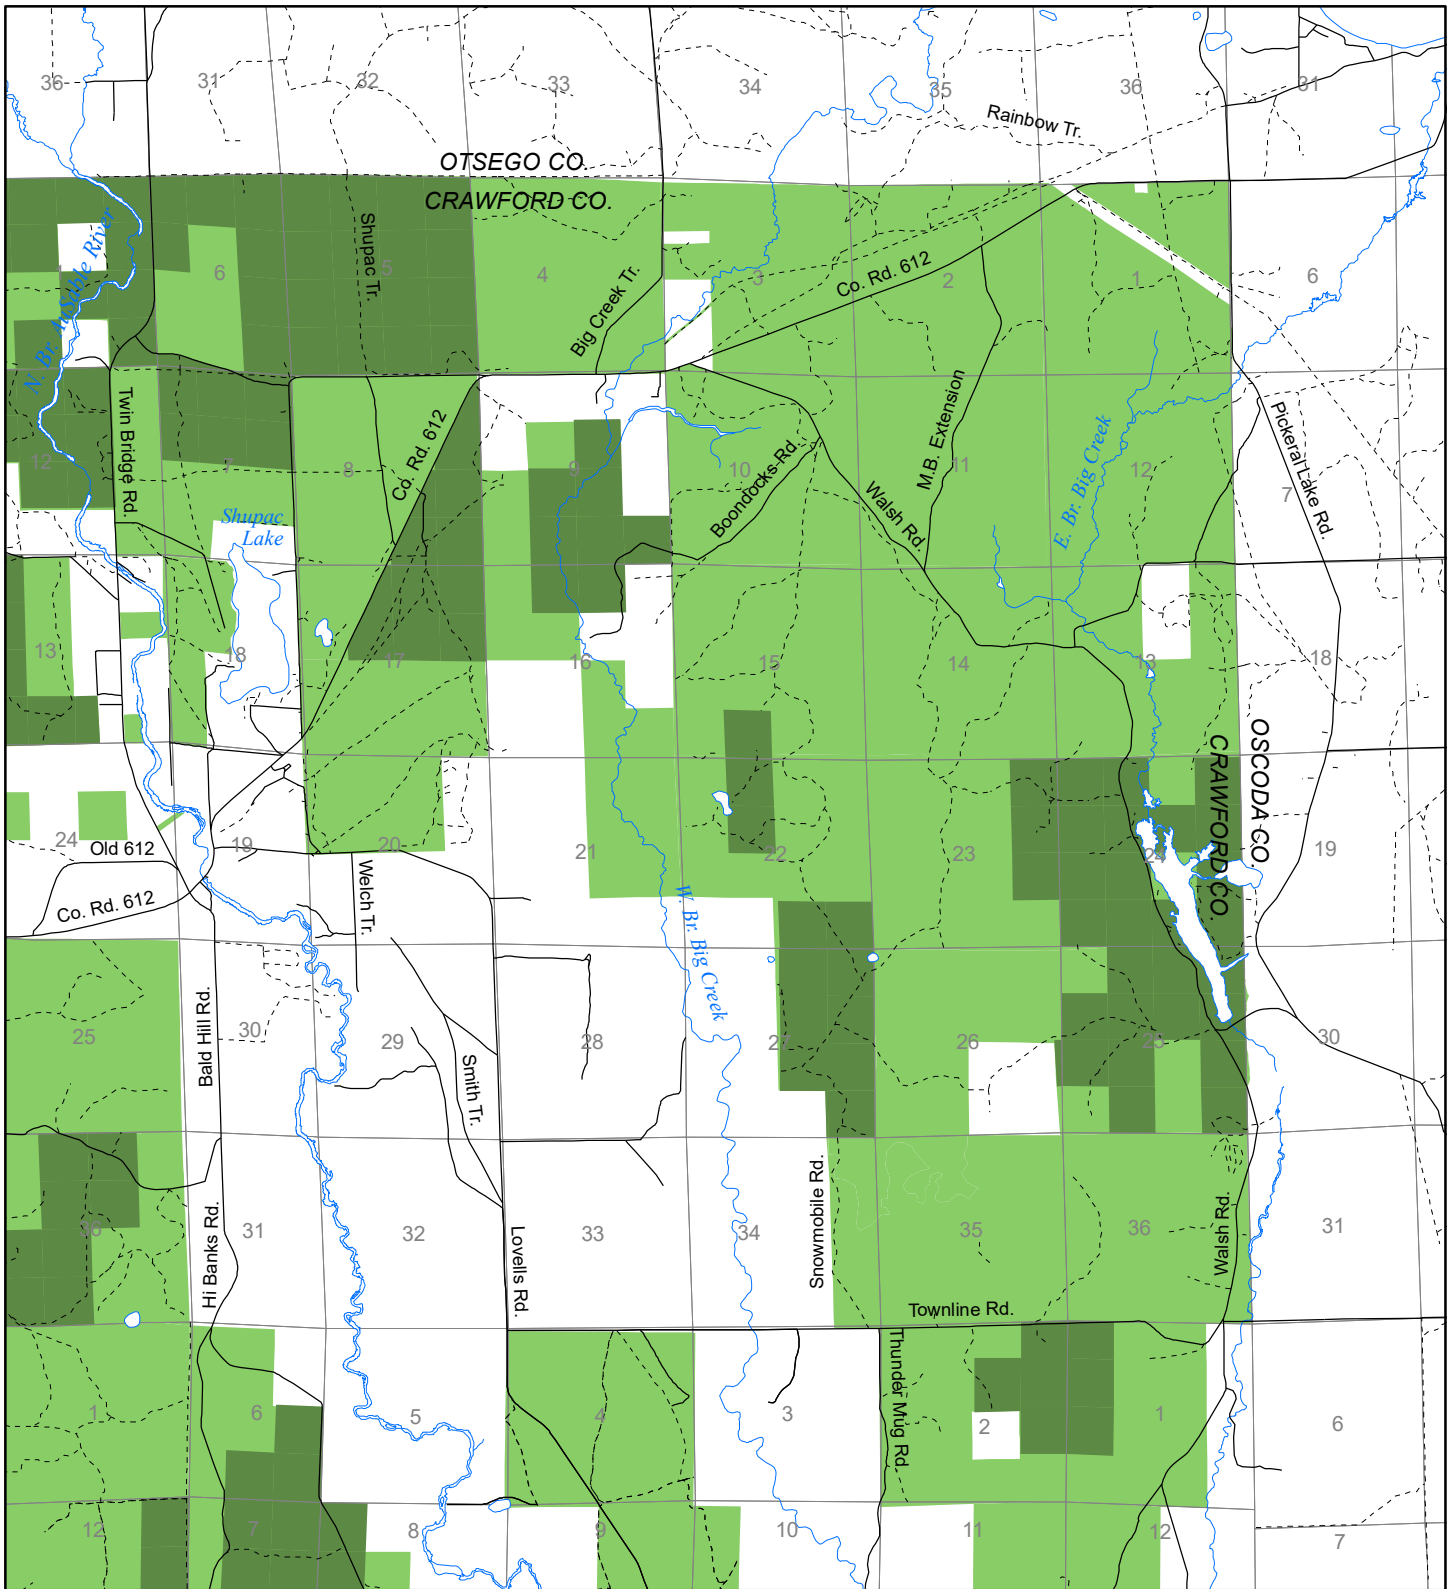 36
31
32
33
34
35
36
31
Rainbow Tr.
OTSEGO CO.
CRAWFORD CO.
N. Br. AuSable River
6
Shupac Tr.
5
4
Big Creek Tr.
3
Co. Rd. 612
2
1
6
12
Twin Bridge Rd.
7
8
Co. Rd. 612
9
10
Boondocks Rd.
Walsh Rd.
M.B. Extension
11
E. Br. Big Creek
12
Pickeral Lake Rd.
7
Shupac
Lake
13
18
17
16
15
14
13
18
OSCODA CO.
CRAWFORD CO.
24
Old 612
Co. Rd. 612
19
20
Welch Tr.
21
W. Br. Big Creek
22
23
24
19
25
Bald Hill Rd.
30
29
Smith Tr.
28
27
26
25
30
36
Hi Banks Rd.
31
32
Lovells Rd.
33
34
Snowmobile Rd.
35
36
Walsh Rd.
31
Townline Rd.
1
6
5
4
3
Thunder Mug Rd.
2
1
6
12
7
8
9
10
11
12
7